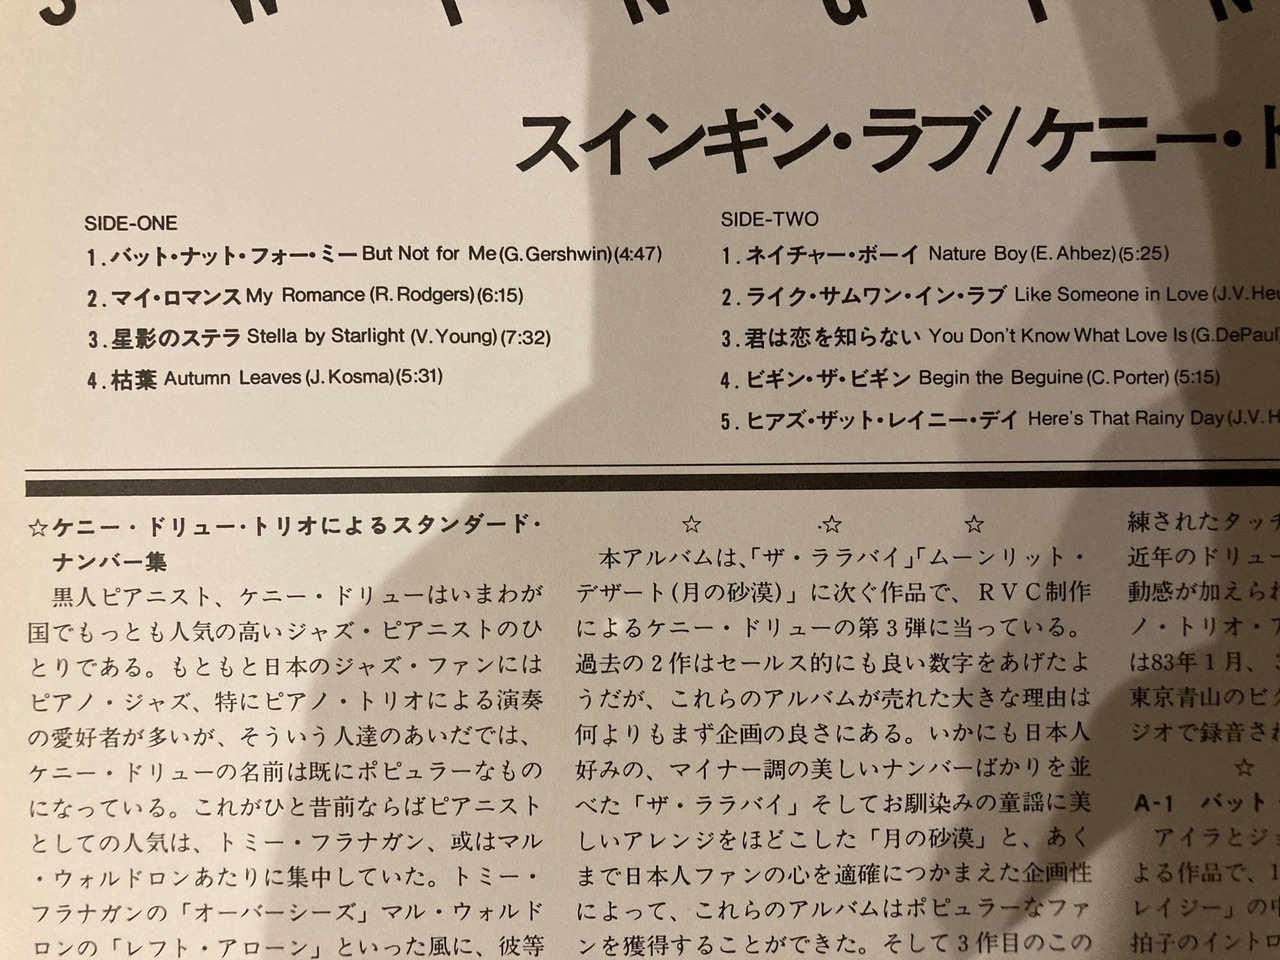 スインギン・ラブ/ケニー・
SIDE-ONE
1.バット・ナット・フォー・ミー But Not for Me (G. Gershwin) (4:47)
2.マイ・ロマンス My Romance (R. Rodgers) (6:15)
3.星影のステラ Stella by Starlight (V. Young) (7:32)
4.枯葉 Autumn Leaves (J. Kosma) (5:31)
SIDE-TWO
1.ネイチャー・ボーイ Nature Boy (E. Ahbez) (5:25)
2.ライク・サムワン・イン・ラブ Like Someone in Love (J.V. Heu
3.君は恋を知らない You Don't Know What Love Is (G. DePaul
4.ビギン・ザ・ビギン Begin the Beguine (C. Porter) (5:15)
5.ヒアズ・ザット・レイニー・デイ Here's That Rainy Day (J.V. H
☆ケニー・ドリュー・トリオによるスタンダード・
ナンバー集
黒人ピアニスト、ケニー・ドリューはいまわが
国でもっとも人気の高いジャズ・ピアニストのひ
とりである。もともと日本のジャズ・ファンには
ピアノ・ジャズ、特にピアノ・トリオによる演奏
の愛好者が多いが、そういう人達のあいだでは、
ケニー・ドリューの名前は既にポピュラーなもの
になっている。これがひと昔前ならばピアニスト
としての人気は、トミー・フラナガン、或はマル
・ウォルドロンあたりに集中していた。トミー・
フラナガンの「オーバーシーズ」マル・ウォルド
ロンの「レフト・アローン」といった風に、彼等
☆ ☆ ☆
本アルバムは、「ザ・ララバイ」「ムーンリット・
デザート(月の砂漠)」に次ぐ作品で、RVC制作
によるケニー・ドリューの第3弾に当っている。
過去の2作はセールス的にも良い数字をあげたよ
うだが、これらのアルバムが売れた大きな理由は
何よりもまず企画の良さにある。いかにも日本人
好みの、マイナー調の美しいナンバーばかりを並
べた「ザ・ララバイ」そしてお馴染みの童謡に美
しいアレンジをほどこした「月の砂漠」と、あく
まで日本人ファンの心を適確につかまえた企画性
によって、これらのアルバムはポピュラーなファ
ンを獲得することができた。そして3作目のこの
練されたタッチ
近年のドリュー
動感が加えられ
ノ・トリオ・ア
は83年1月、
東京青山のビク
ジオで録音され
☆
A-1 バット
アイラとジョ
よる作品で、1
レイジー」の中
拍子のイントロ